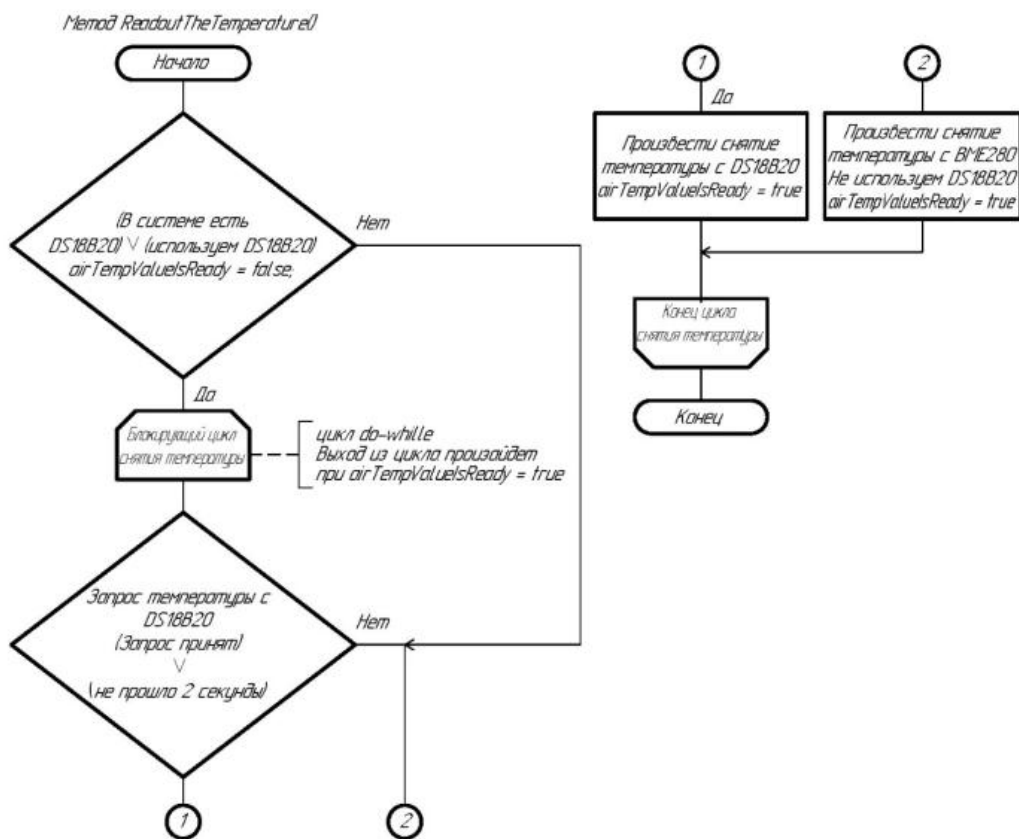 Метод ReadoutTheTemperature()
Начало
(В системе есть
DS18B20) ∨ (используем DS18B20)
airTempValueIsReady = false;
Нет
Да
Блокирующий цикл
снятия температуры
цикл do-whille
Выход из цикла произойдет
при airTempValueIsReady = true
Запрос температуры с
DS18B20
(Запрос принят)
∨
(не прошло 2 секунды)
Нет
1
2
1
Да
Произвести снятие
температуры с DS18B20
airTempValueIsReady = true
2
Произвести снятие
температуры с BME280
Не используем DS18B20
airTempValueIsReady = true
Конец цикла
снятия температуры
Конец